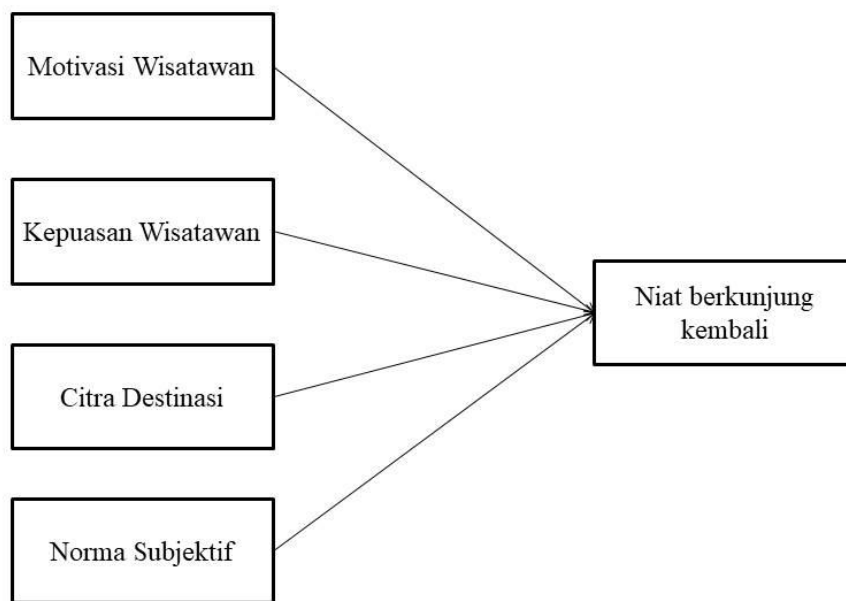 Motivasi Wisatawan
Kepuasan Wisatawan
Niat berkunjung
kembali
Citra Destinasi
Norma Subjektif